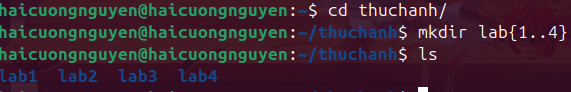 haicuongnguyen@haicuongnguyen:~$ cd thuchanh/
haicuongnguyen@haicuongnguyen:~/thuchanh$ mkdir lab{1..4}
haicuongnguyen@haicuongnguyen:~/thuchanh$ ls
lab1  lab2  lab3  lab4